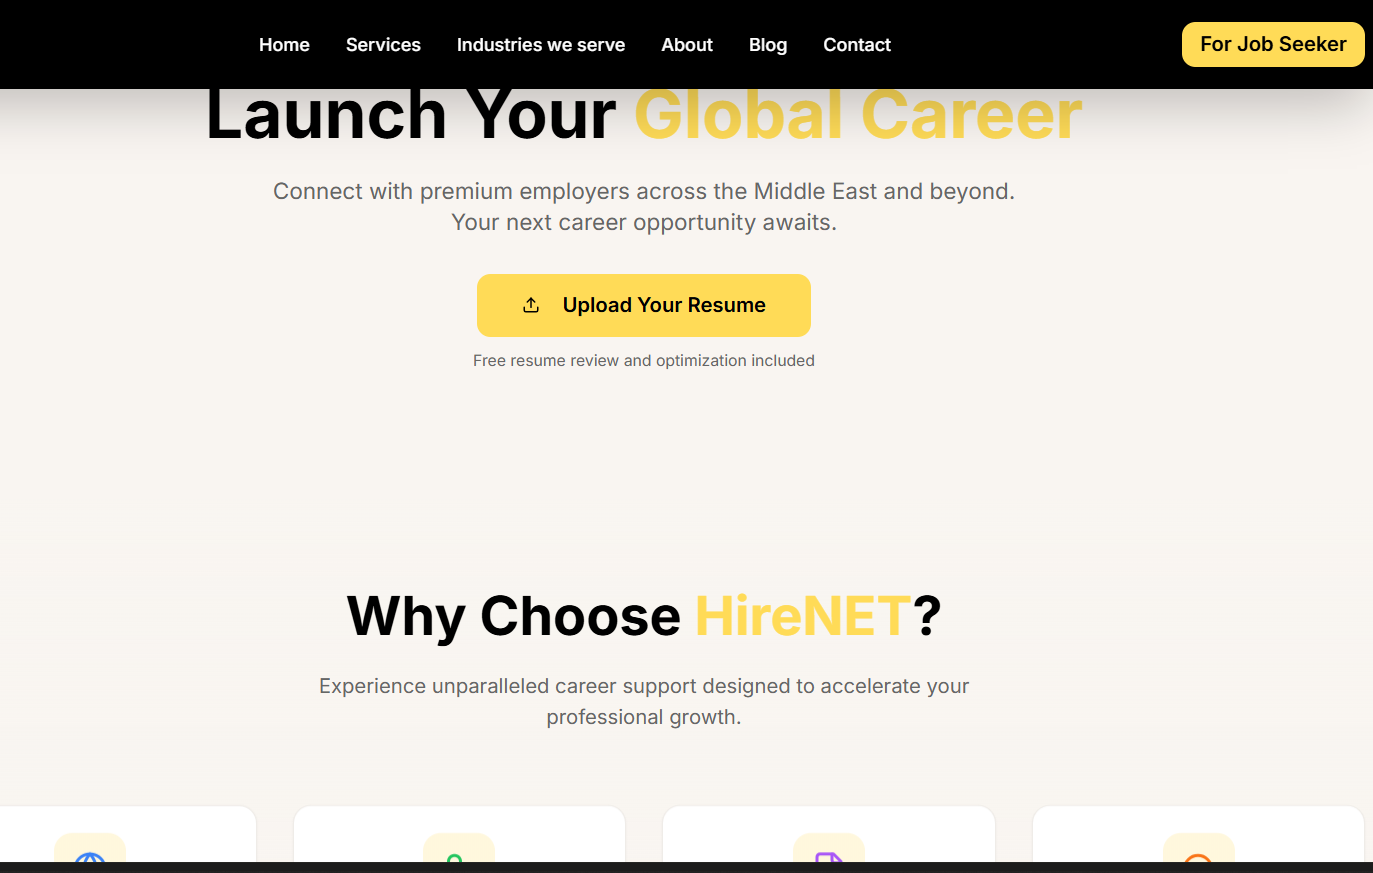 Home
Services
Industries we serve
About
Blog
Contact
For Job Seeker
Launch Your Global Career
Connect with premium employers across the Middle East and beyond.
Your next career opportunity awaits.
Upload Your Resume
Free resume review and optimization included
Why Choose HireNET?
Experience unparalleled career support designed to accelerate your
professional growth.